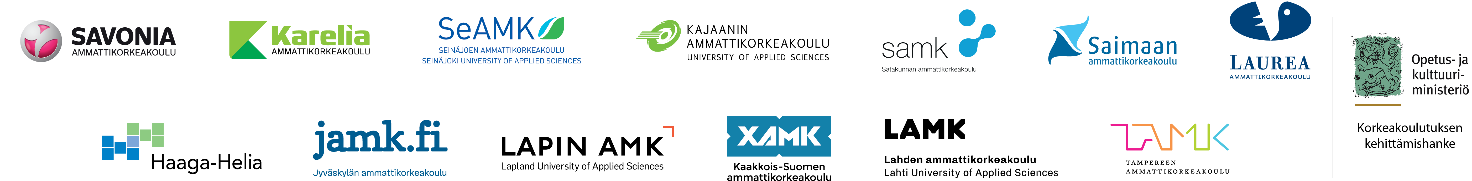 SAVONIA
AMMATTIKORKEAKOULU
Karelia
AMMATTIKORKEAKOULU
SeAMK
SEINÄJOEN AMMATTIKORKEAKOULU
SEINÄJOKI UNIVERSITY OF APPLIED SCIENCES
KAJAANIN
AMMATTIKORKEAKOULU
UNIVERSITY OF APPLIED SCIENCES
samk
Satakunnan ammattikorkeakoulu
Saimaan
ammattikorkeakoulu
LAUREA
AMMATTIKORKEAKOULU
Opetus- ja
kulttuuri-
ministeriö
Korkeakoulutuksen
kehittämishanke
Haaga-Helia
jamk.fi
Jyväskylän ammattikorkeakoulu
LAPIN AMK
Lapland University of Applied Sciences
XAMK
Kaakkois-Suomen
ammattikorkeakoulu
LAMK
Lahden ammattikorkeakoulu
Lahti University of Applied Sciences
TAMK
TAMPEREEN
AMMATTIKORKEAKOULU